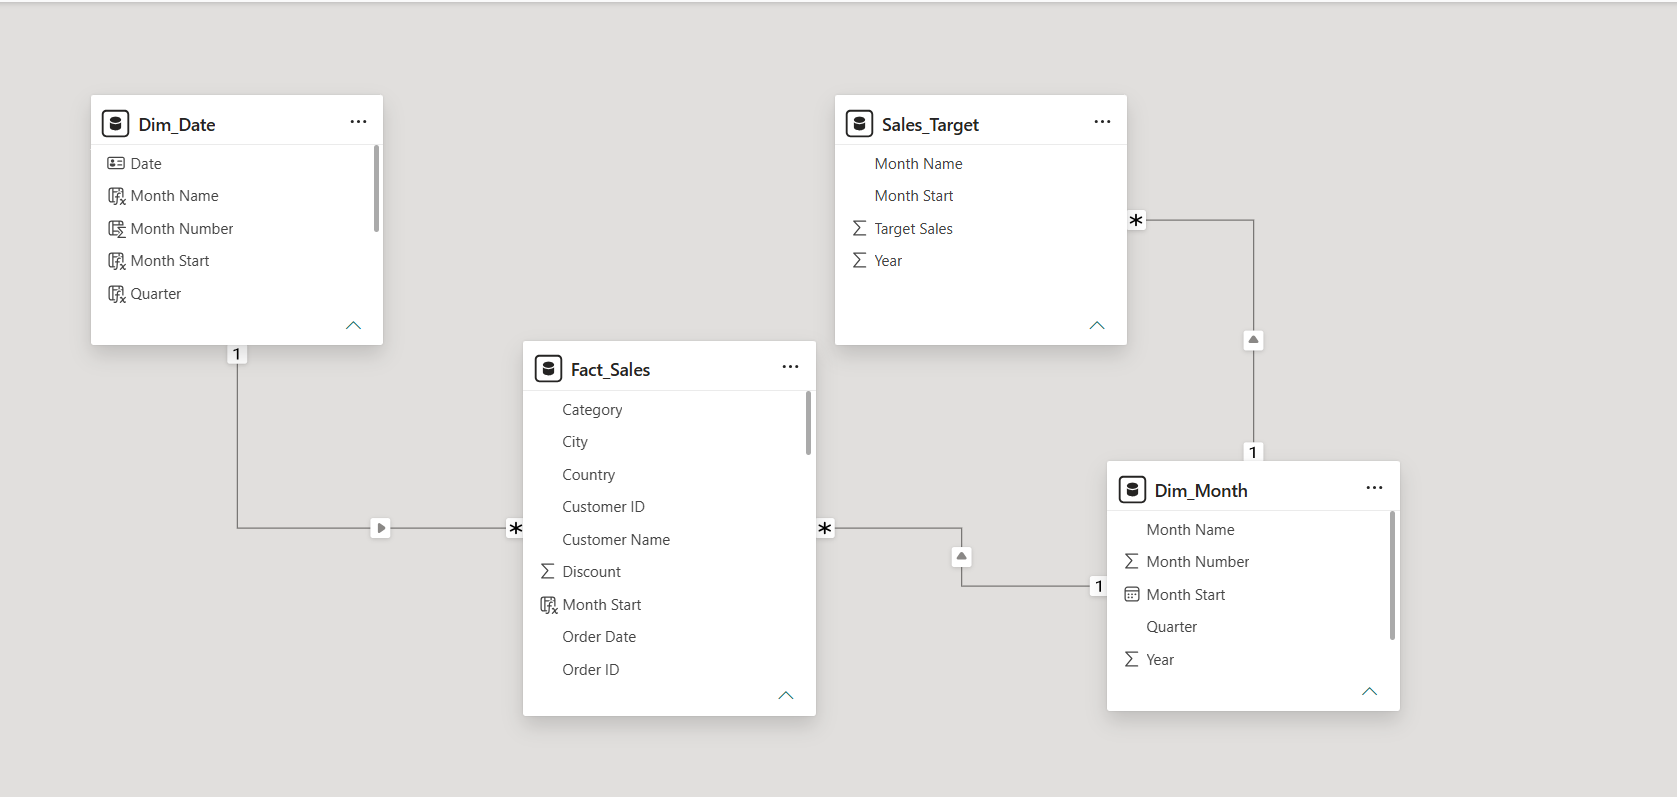 Dim_Date
Date
Month Name
Month Number
Month Start
Quarter
1
Sales_Target
Month Name
Month Start
Target Sales
Year
*
Fact_Sales
Category
City
Country
Customer ID
Customer Name
Discount
Month Start
Order Date
Order ID
*
*
1
1
Dim_Month
Month Name
Month Number
Month Start
Quarter
Year